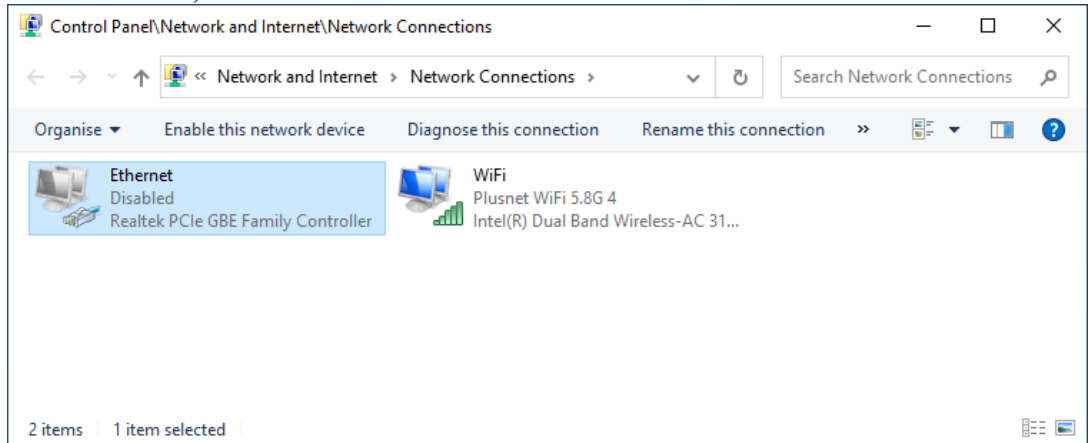 Control Panel\Network and Internet\Network Connections
« Network and Internet › Network Connections ›
Search Network Connections
Organise Enable this network device Diagnose this connection Rename this connection »
Ethernet
Disabled
Realtek PCIe GBE Family Controller
WiFi
Plusnet WiFi 5.8G 4
Intel(R) Dual Band Wireless-AC 31...
2 items 1 item selected